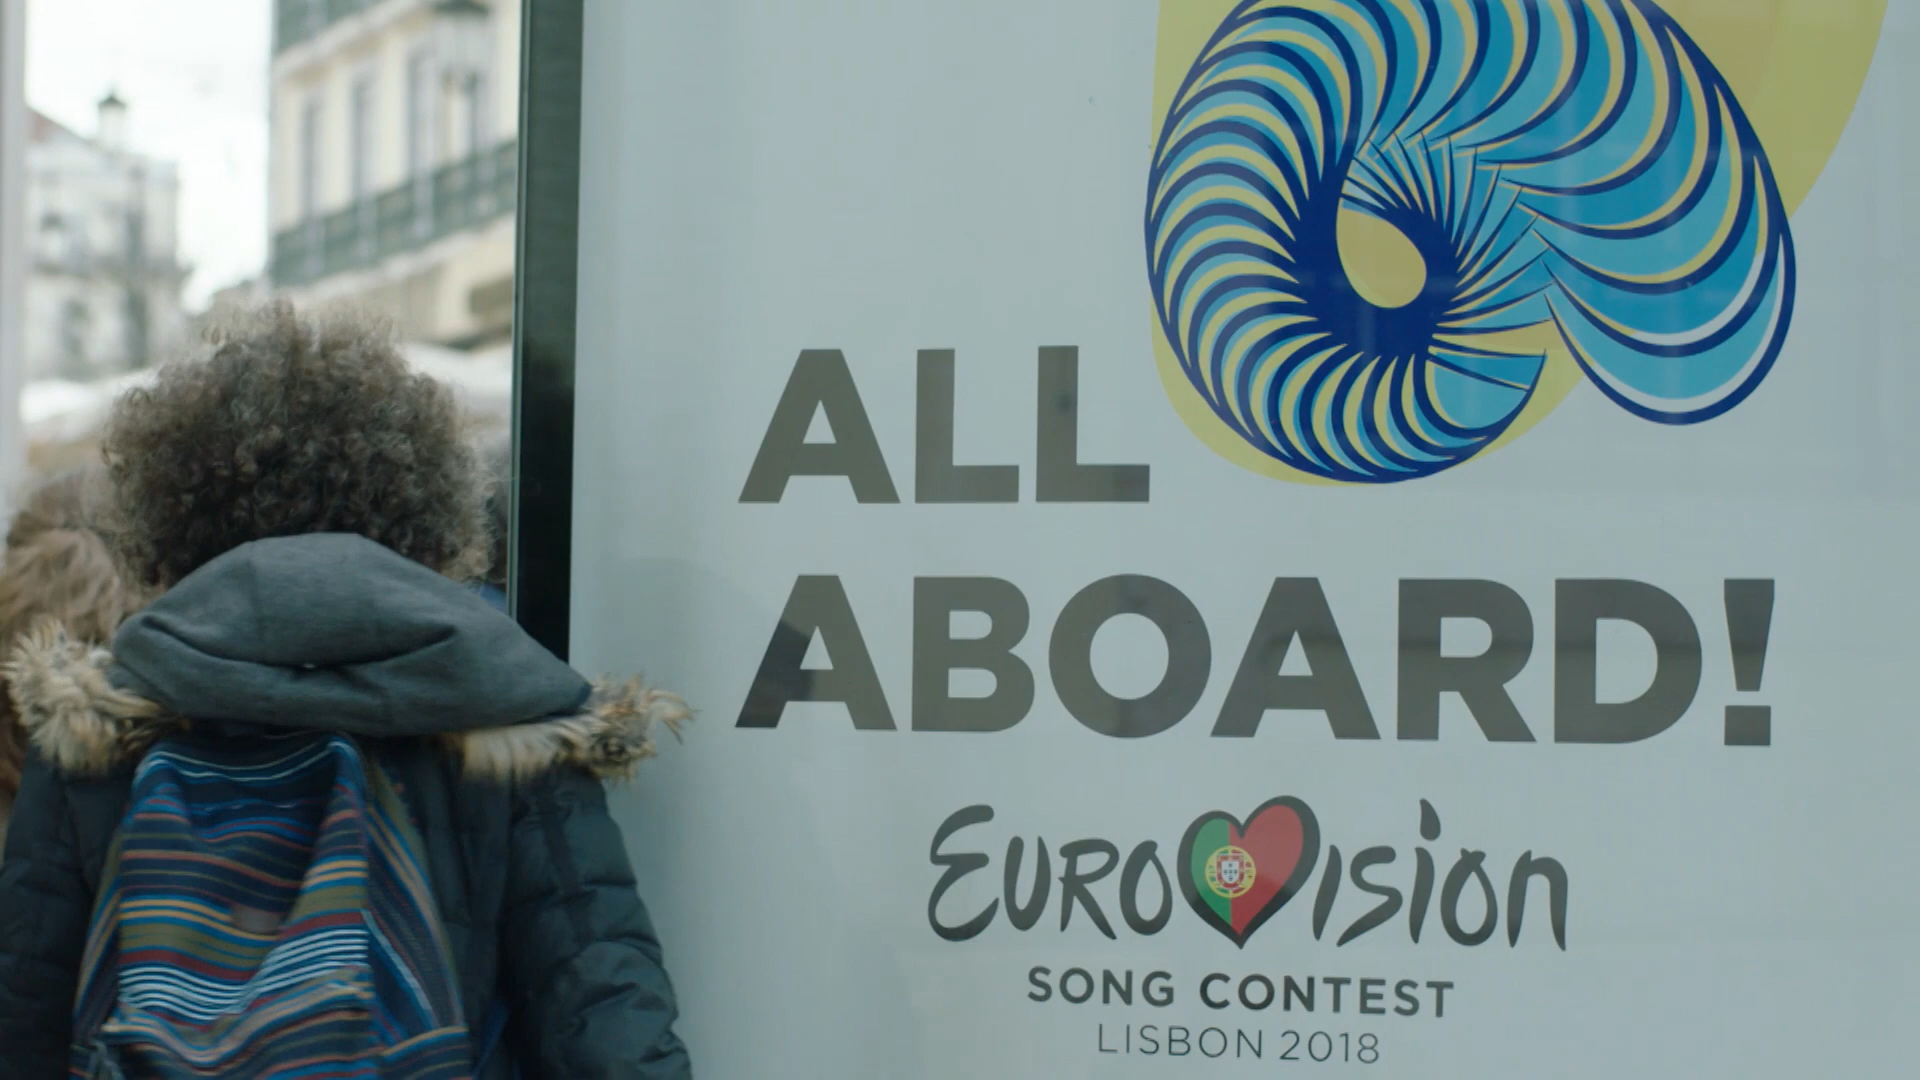 ALL
ABOARD!
EUROVISION
SONG CONTEST
LISBON 2018